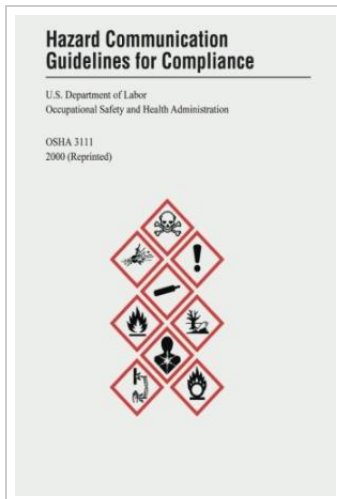 Hazard Communication
Guidelines for Compliance
U.S. Department of Labor
Occupational Safety and Health Administration
OSHA 3111
2000 (Reprinted)